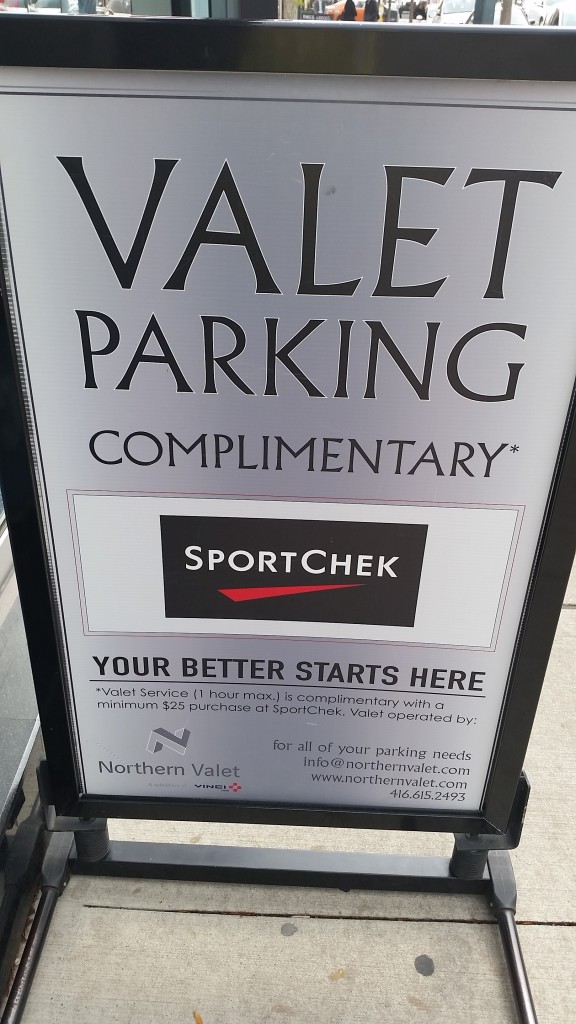 VALET
PARKING
COMPLIMENTARY*
SPORTCHEK
YOUR BETTER STARTS HERE
*Valet Service (1 hour max.) is complimentary with a
minimum $25 purchase at SportChek. Valet operated by:
for all of your parking needs
info@northernvalet.com
www.northernvalet.com
416.615.2493
Northern Valet
VINCI